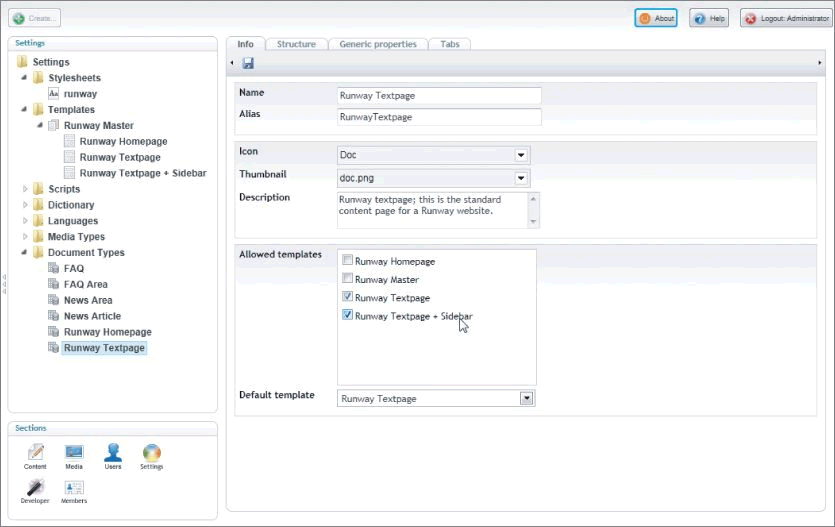 Create...
About
Help
Logout: Administrator
Settings
Settings
Stylesheets
Aa runway
Templates
Runway Master
Runway Homepage
Runway Textpage
Runway Textpage + Sidebar
Scripts
Dictionary
Languages
Media Types
Document Types
FAQ
FAQ Area
News Area
News Article
Runway Homepage
Runway Textpage
Sections
Content Media Users Settings
Developer Members
Info Structure Generic properties Tabs
Name Runway Textpage
Alias RunwayTextpage
Icon Doc
Thumbnail doc.png
Description Runway textpage; this is the standard
content page for a Runway website.
Allowed templates
Runway Homepage
Runway Master
Runway Textpage
Runway Textpage + Sidebar
Default template Runway Textpage